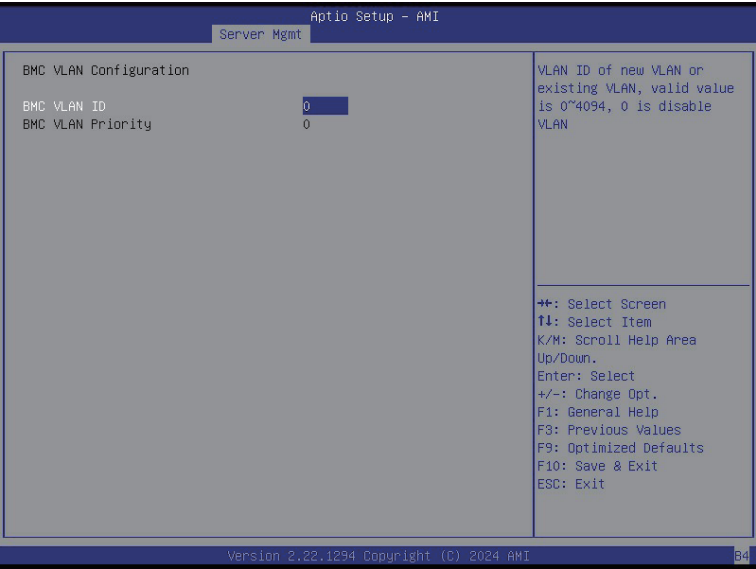 Aptio Setup – AMI
Server Mgmt
BMC VLAN Configuration
BMC VLAN ID 0
BMC VLAN Priority 0
VLAN ID of new VLAN or
existing VLAN, valid value
is 0~4094, 0 is disable
VLAN
→←: Select Screen
↑↓: Select Item
K/M: Scroll Help Area
Up/Down.
Enter: Select
+/-: Change Opt.
F1: General Help
F3: Previous Values
F9: Optimized Defaults
F10: Save & Exit
ESC: Exit
Version 2.22.1294 Copyright (C) 2024 AMI
B4